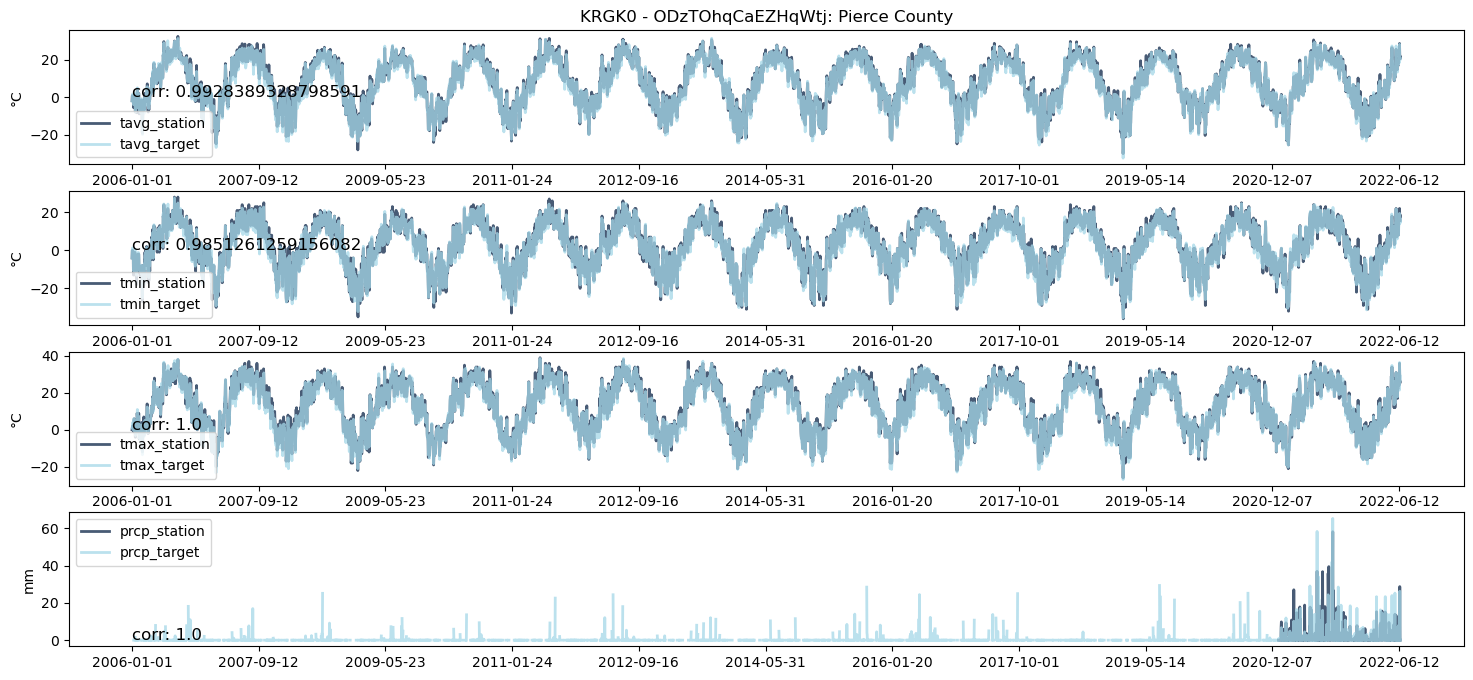 KRGK0 - ODzTOhqCaEZHqWtj: Pierce County
20
0
−20
°C
corr: 0.9928389328798591
tavg_station
tavg_target
2006-01-01 2007-09-12 2009-05-23 2011-01-24 2012-09-16 2014-05-31 2016-01-20 2017-10-01 2019-05-14 2020-12-07 2022-06-12
20
0
−20
°C
corr: 0.9851261259156082
tmin_station
tmin_target
2006-01-01 2007-09-12 2009-05-23 2011-01-24 2012-09-16 2014-05-31 2016-01-20 2017-10-01 2019-05-14 2020-12-07 2022-06-12
40
20
0
−20
°C
corr: 1.0
tmax_station
tmax_target
2006-01-01 2007-09-12 2009-05-23 2011-01-24 2012-09-16 2014-05-31 2016-01-20 2017-10-01 2019-05-14 2020-12-07 2022-06-12
60
40
20
0
mm
prcp_station
prcp_target
corr: 1.0
2006-01-01 2007-09-12 2009-05-23 2011-01-24 2012-09-16 2014-05-31 2016-01-20 2017-10-01 2019-05-14 2020-12-07 2022-06-12